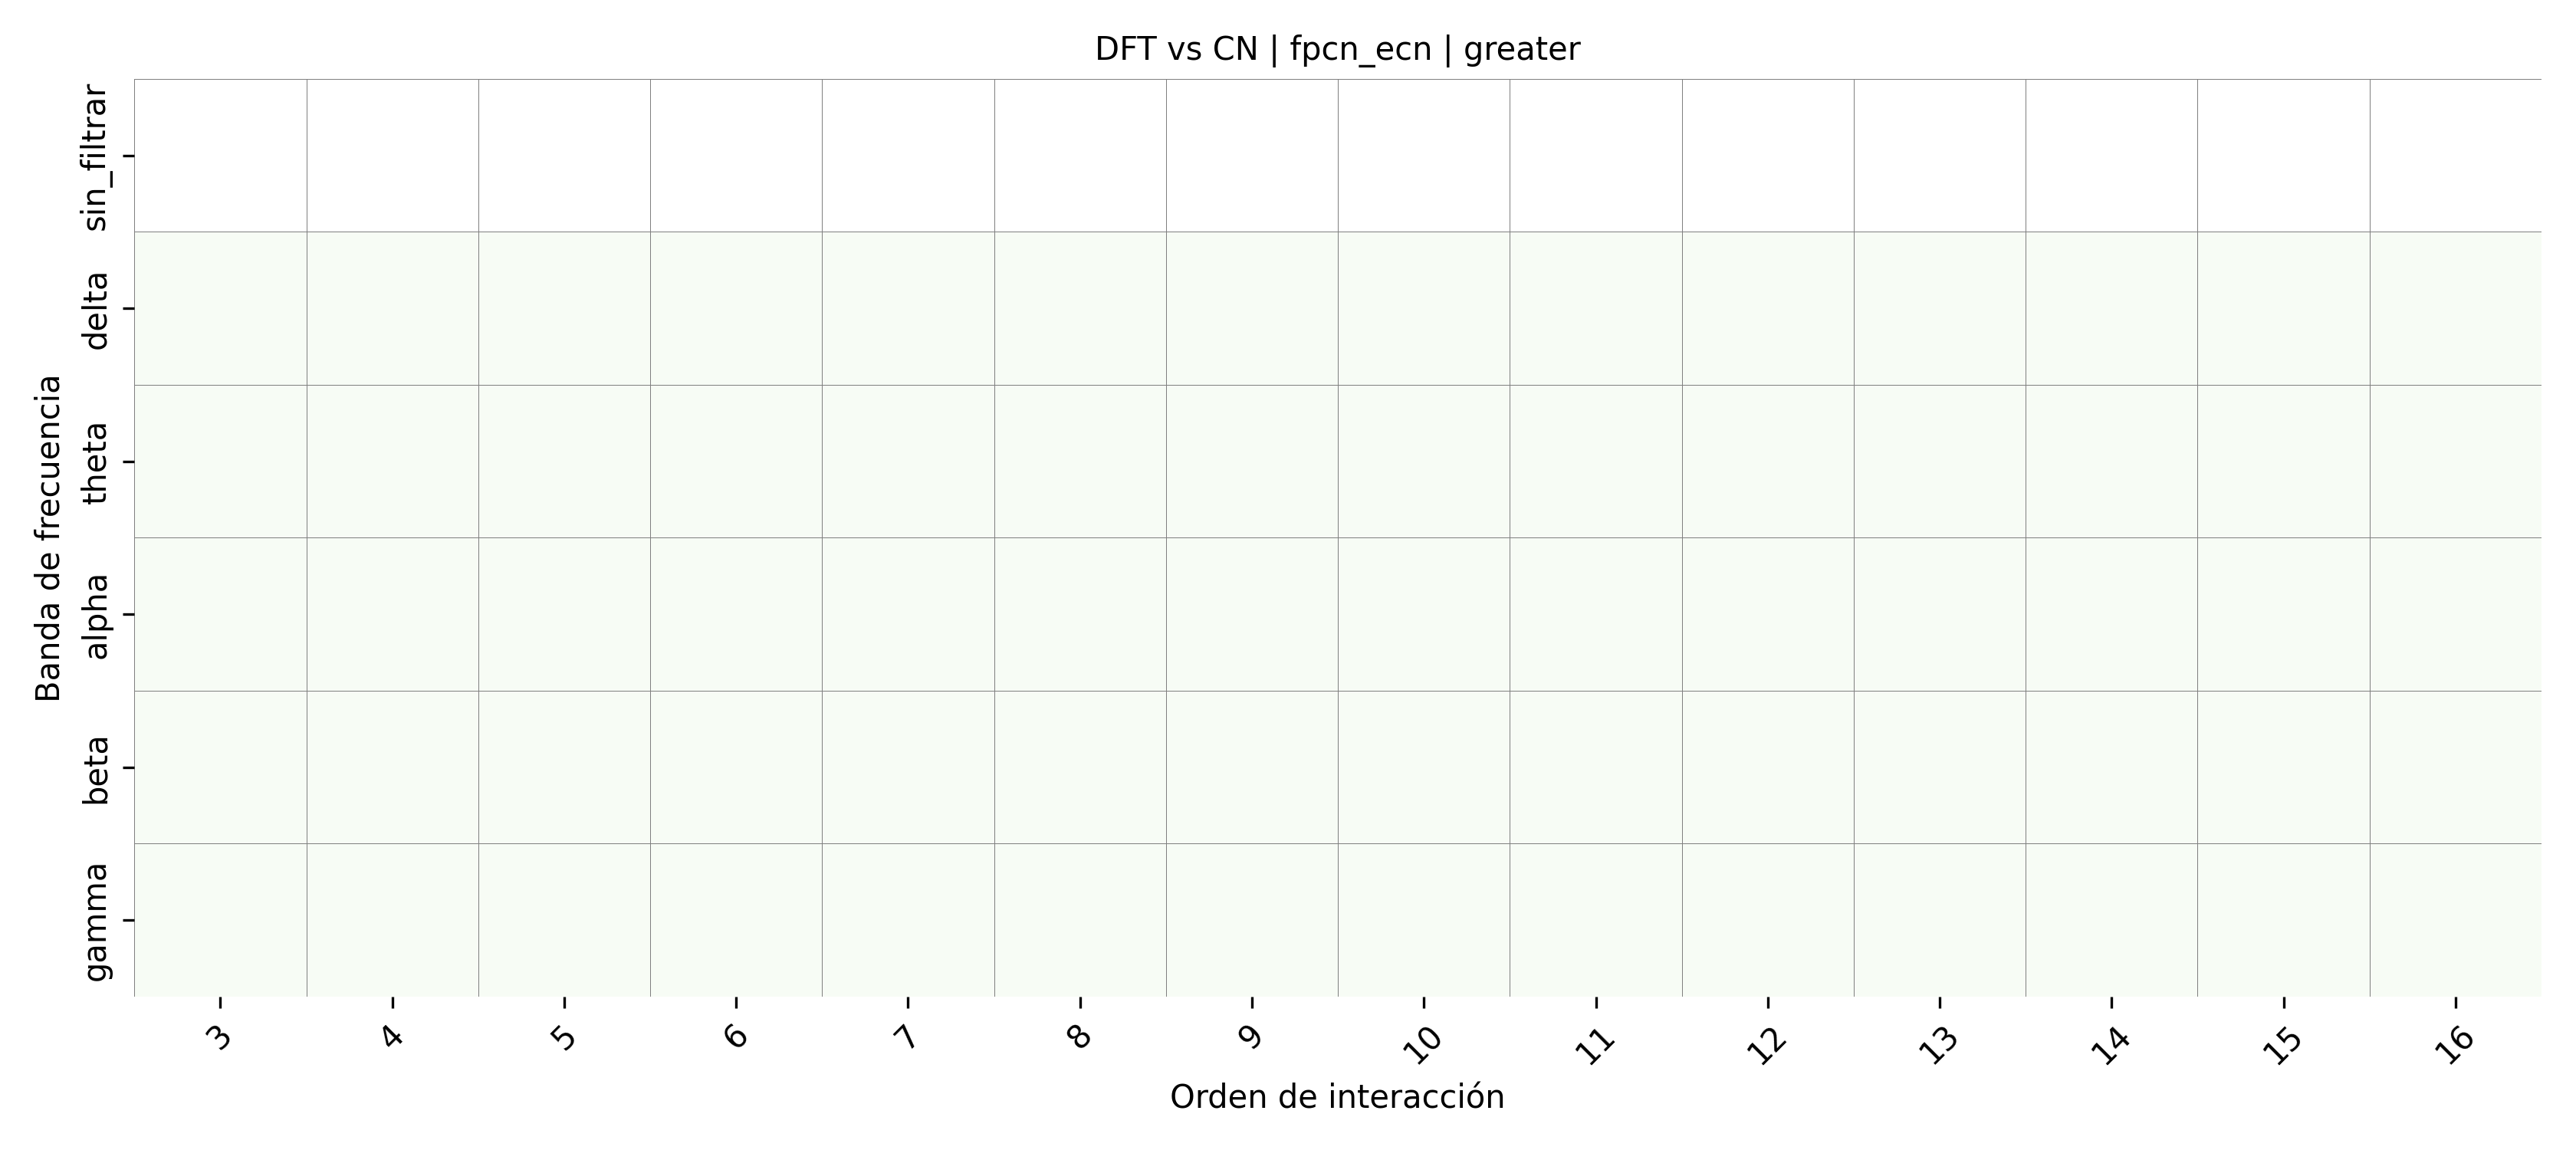 DFT vs CN | fpcn_ecn | greater
Banda de frecuencia
sin_filtrar
delta
theta
alpha
beta
gamma
3 4 5 6 7 8 9 10 11 12 13 14 15 16
Orden de interacción